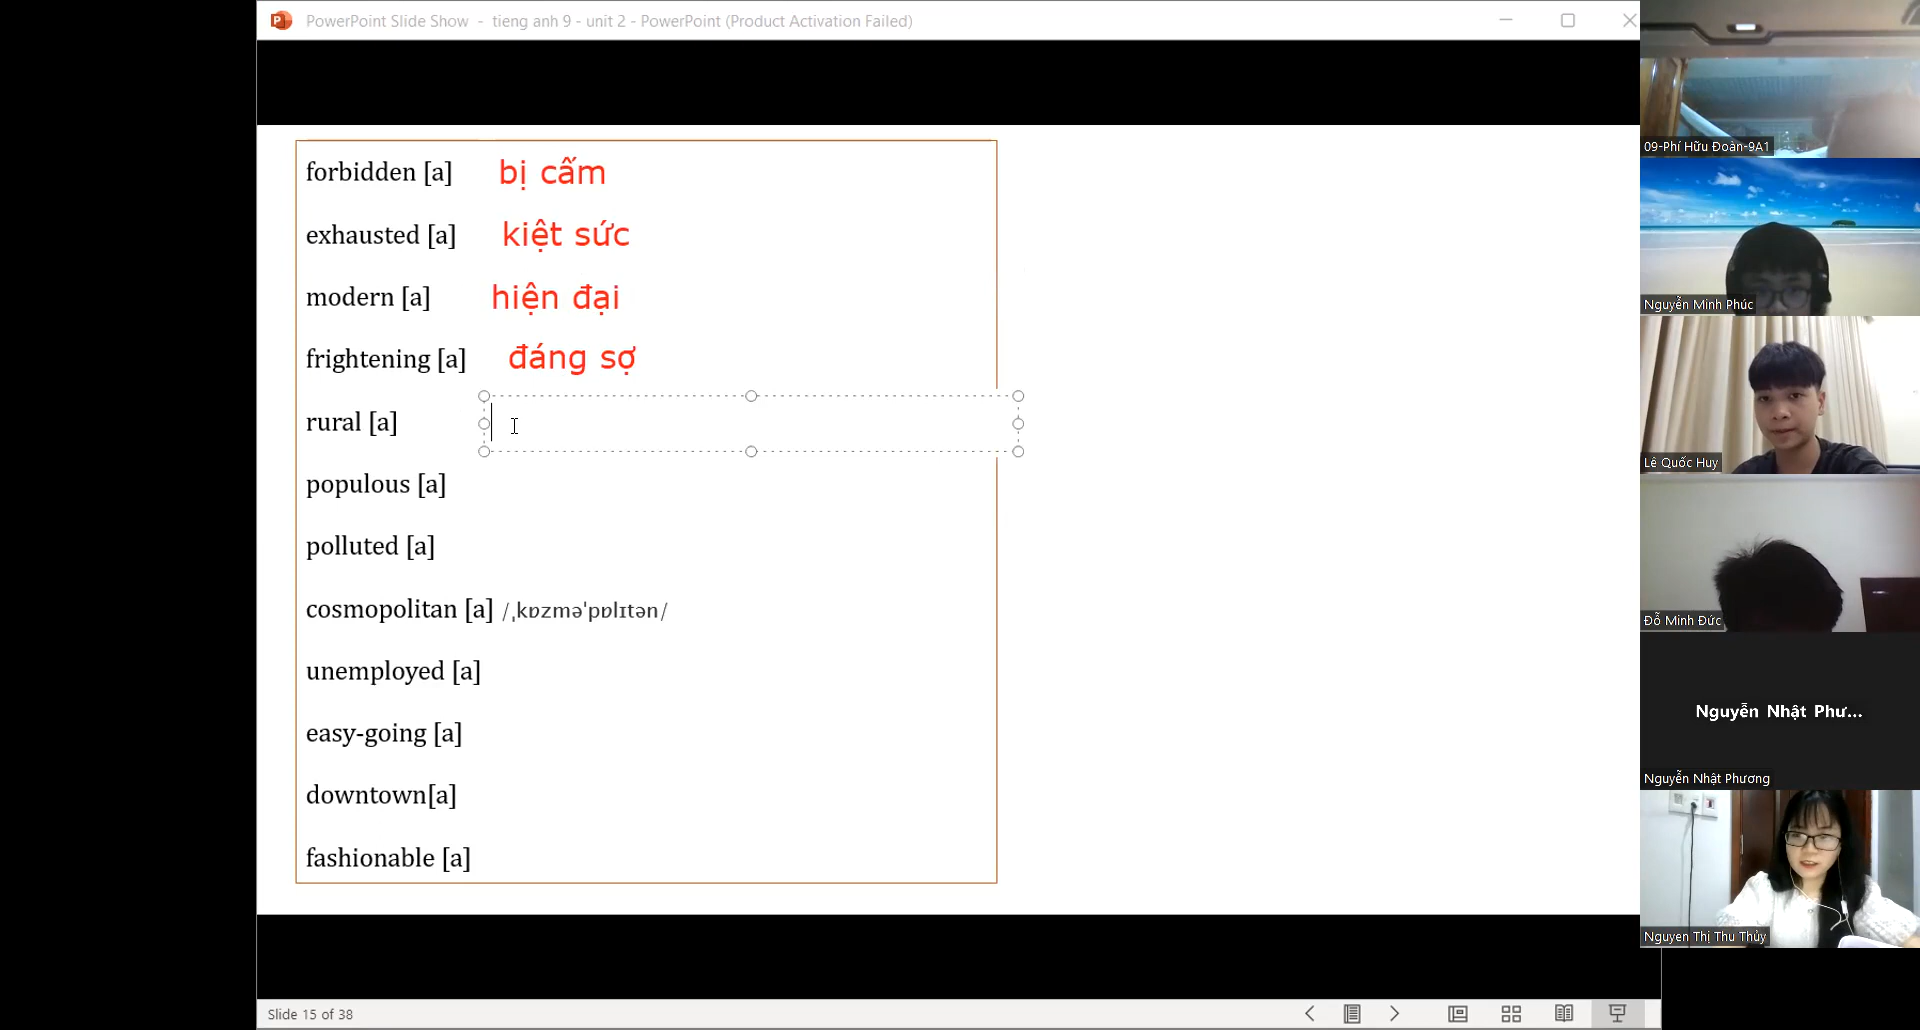 PowerPoint Slide Show - tieng anh 9 - unit 2 - PowerPoint (Product Activation Failed)
forbidden [a] bị cấm
exhausted [a] kiệt sức
modern [a] hiện đại
frightening [a] đáng sợ
rural [a]
populous [a]
polluted [a]
cosmopolitan [a] /ˌkɒzməˈpɒlɪtən/
unemployed [a]
easy-going [a]
downtown[a]
fashionable [a]
Slide 15 of 38
09-Phí Hữu Đoàn-9A1
Nguyễn Minh Phúc
Lê Quốc Huy
Đỗ Minh Đức
Nguyễn Nhật Phư...
Nguyễn Nhật Phương
Nguyen Thị Thu Thủy